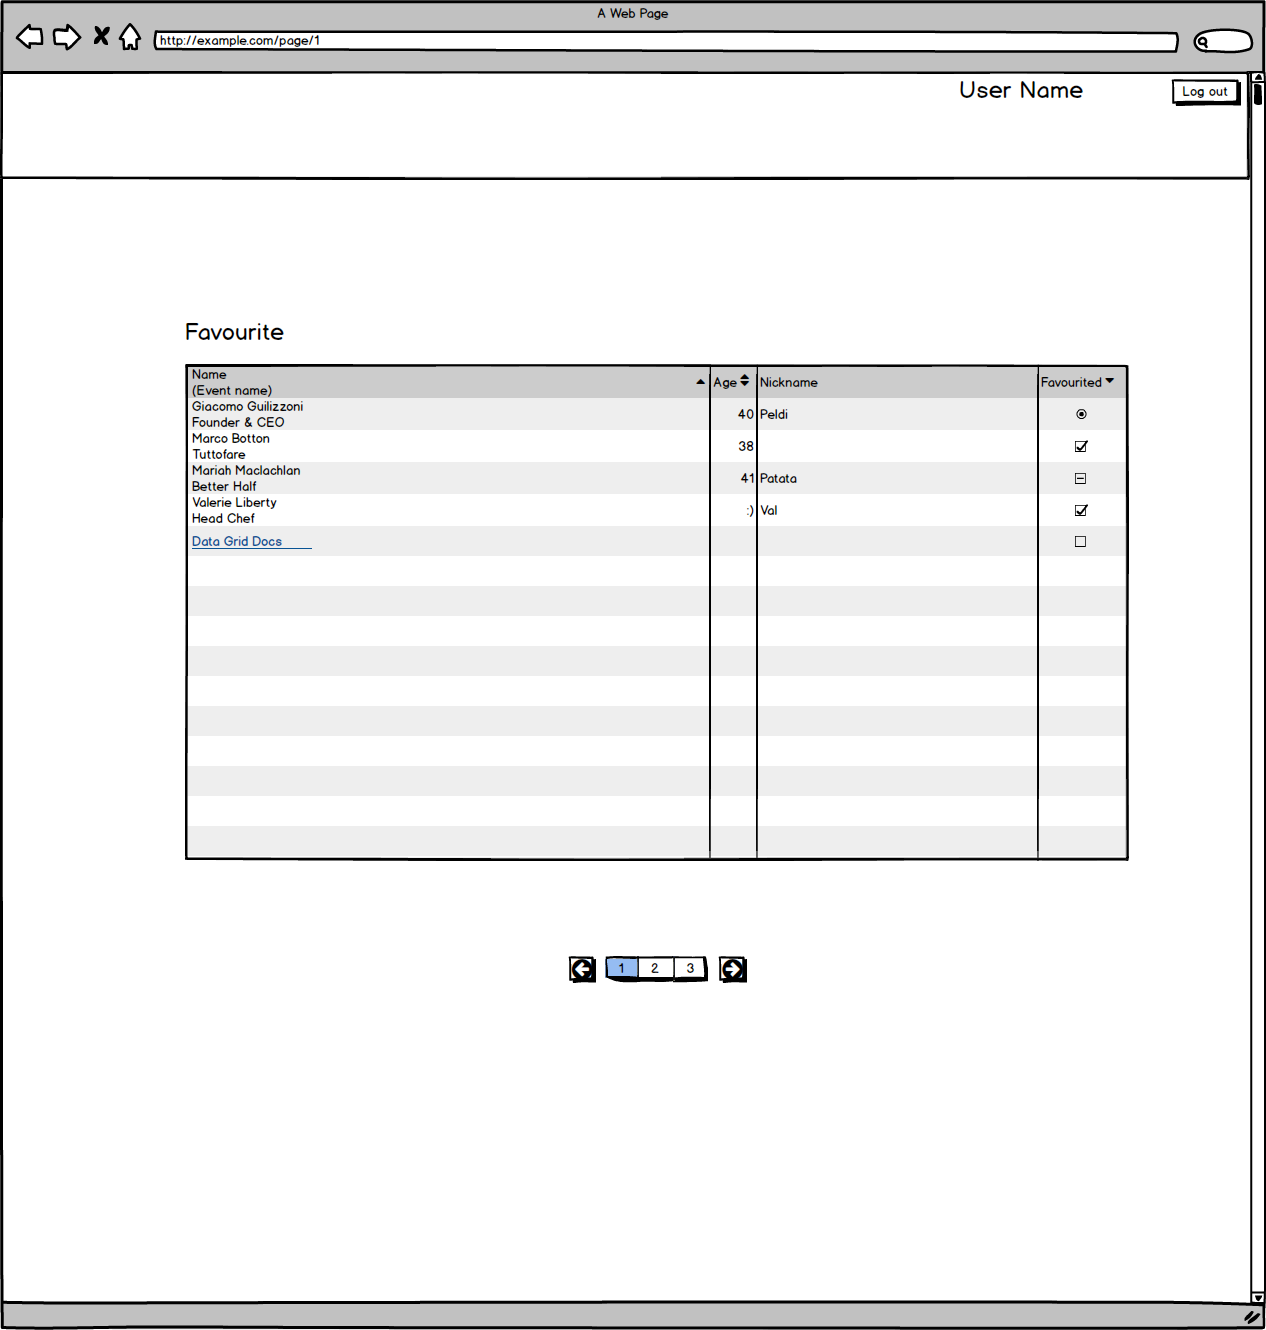 A Web Page
http://example.com/page/1
User Name
Log out
Favourite
Name
(Event name)
Age
Nickname
Favourited
Giacomo Guilizzoni
Founder & CEO
40
Peldi
Marco Botton
Tuttofare
38
Mariah Maclachlan
Better Half
41
Patata
Valerie Liberty
Head Chef
:)
Val
Data Grid Docs
1
2
3